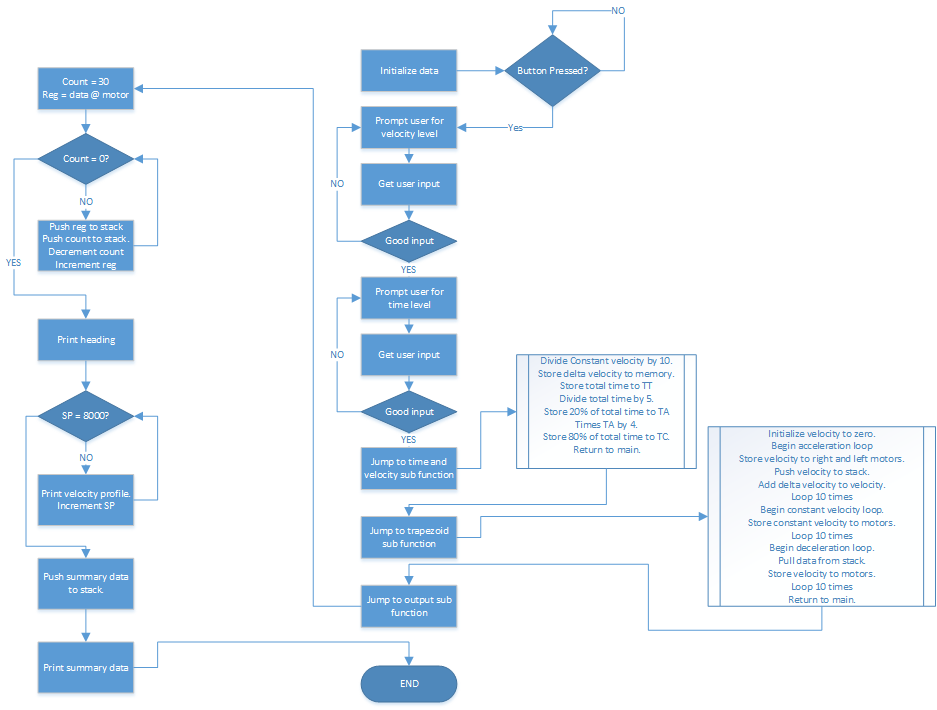 NO
Initialize data
Button Pressed?
Yes
Prompt user for
velocity level
Get user input
NO
Good input
YES
Prompt user for
time level
Get user input
NO
Good input
YES
Jump to time and
velocity sub function
Divide Constant velocity by 10.
Store delta velocity to memory.
Store total time to TT
Divide total time by 5.
Store 20% of total time to TA
Times TA by 4.
Store 80% of total time to TC.
Return to main.
Jump to trapezoid
sub function
Initialize velocity to zero.
Begin acceleration loop
Store velocity to right and left motors.
Push velocity to stack.
Add delta velocity to velocity.
Loop 10 times
Begin constant velocity loop.
Store constant velocity to motors.
Loop 10 times
Begin deceleration loop.
Pull data from stack.
Store velocity to motors.
Loop 10 times
Return to main.
Jump to output sub
function
Count = 30
Reg = data @ motor
Count = 0?
NO
Push reg to stack
Push count to stack.
Decrement count
Increment reg
YES
Print heading
SP = 8000?
NO
Print velocity profile.
Increment SP
Push summary data
to stack.
Print summary data
END